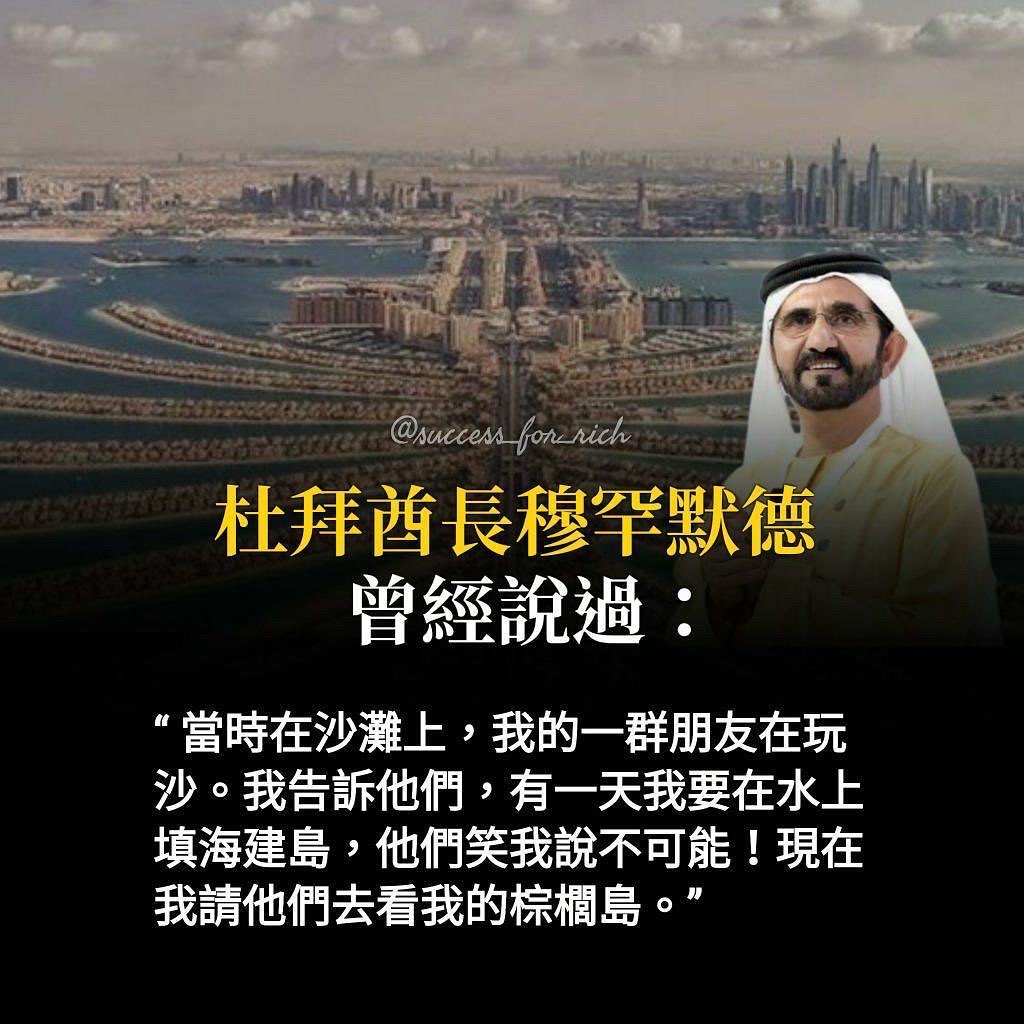 @success_for_rich
杜拜酋長穆罕默德
曾經說過：
“ 當時在沙灘上，我的一群朋友在玩
沙。我告訴他們，有一天我要在水上
填海建島，他們笑我說不可能！現在
我請他們去看我的棕櫚島。”